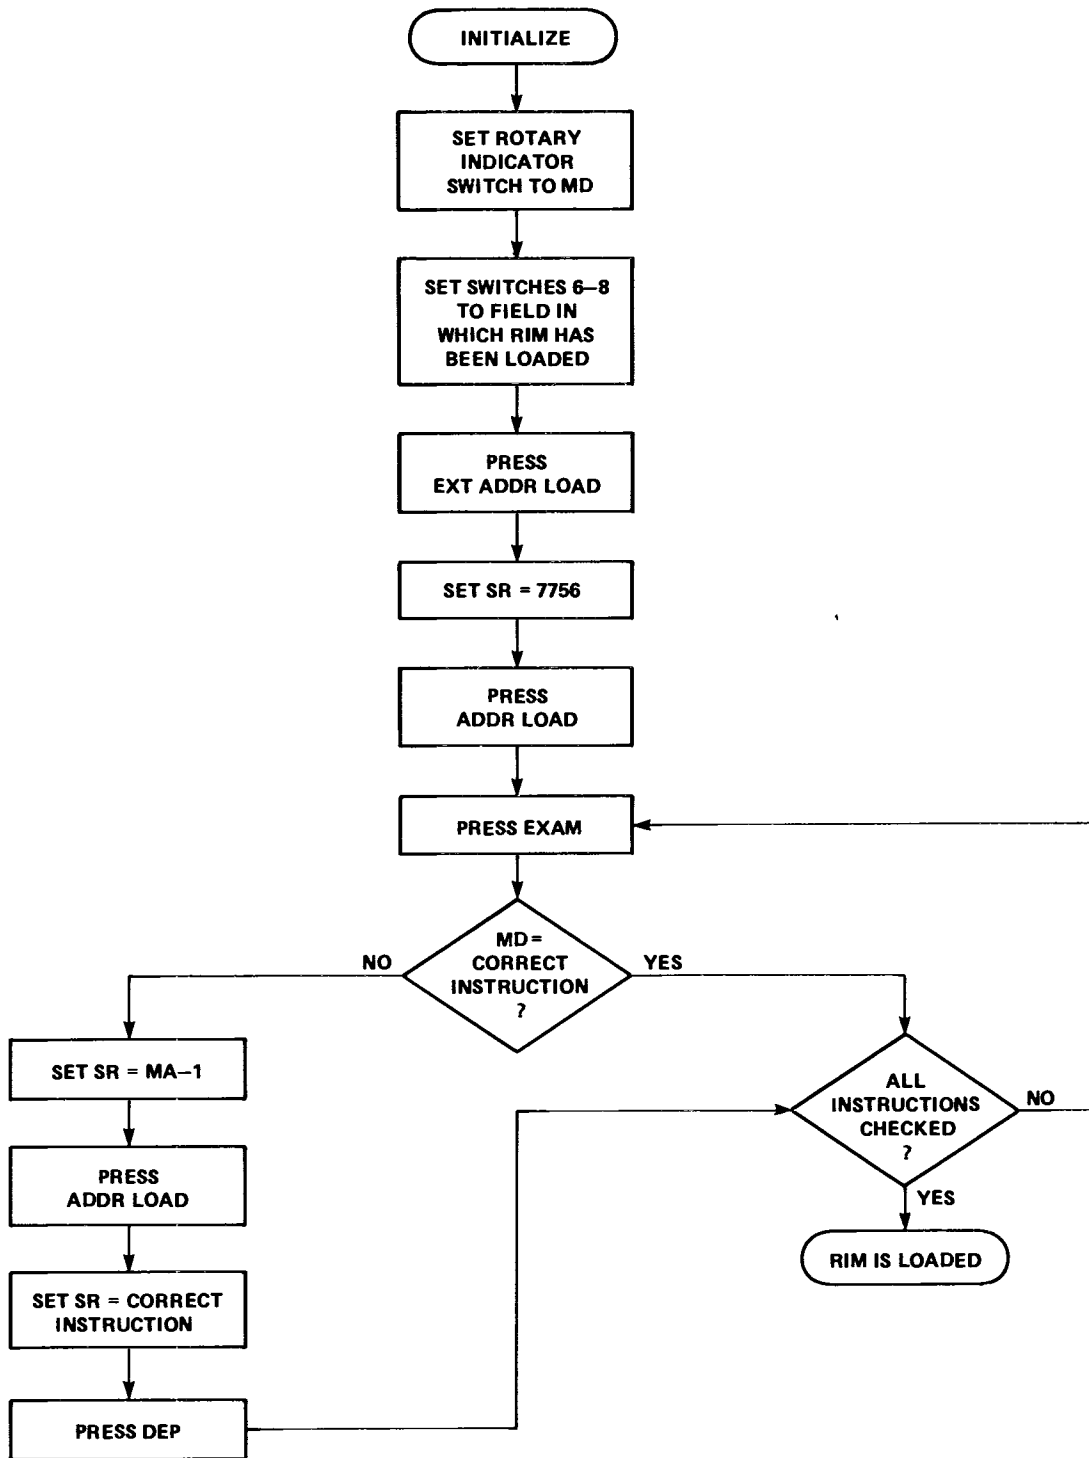 INITIALIZE
SET ROTARY
INDICATOR
SWITCH TO MD
SET SWITCHES 6–8
TO FIELD IN
WHICH RIM HAS
BEEN LOADED
PRESS
EXT ADDR LOAD
SET SR = 7756
PRESS
ADDR LOAD
PRESS EXAM
MD=
CORRECT
INSTRUCTION
?
NO
YES
SET SR = MA–1
PRESS
ADDR LOAD
SET SR = CORRECT
INSTRUCTION
PRESS DEP
ALL
INSTRUCTIONS
CHECKED
?
NO
YES
RIM IS LOADED